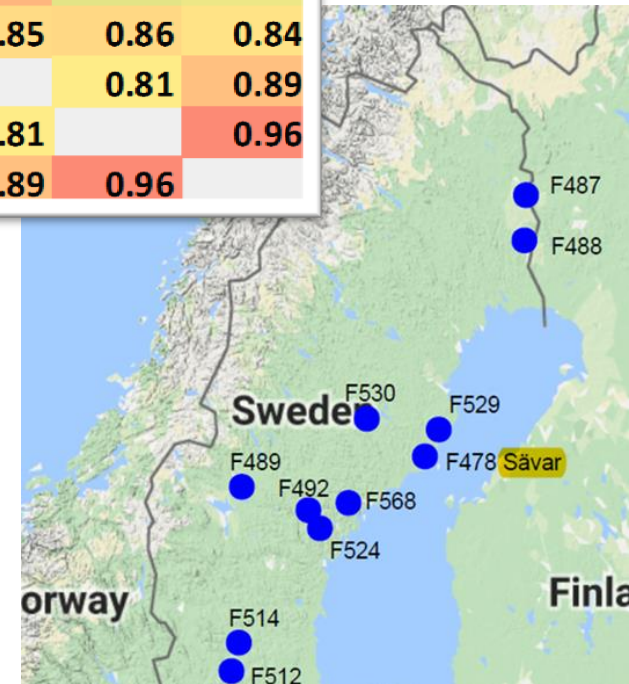 .85 0.86 0.84
0.81 0.89
.81 0.96
.89 0.96
F487
F488
F530
Sweden
F529
F489
F478 Sävar
F492
F568
F524
orway
Finla
F514
F512